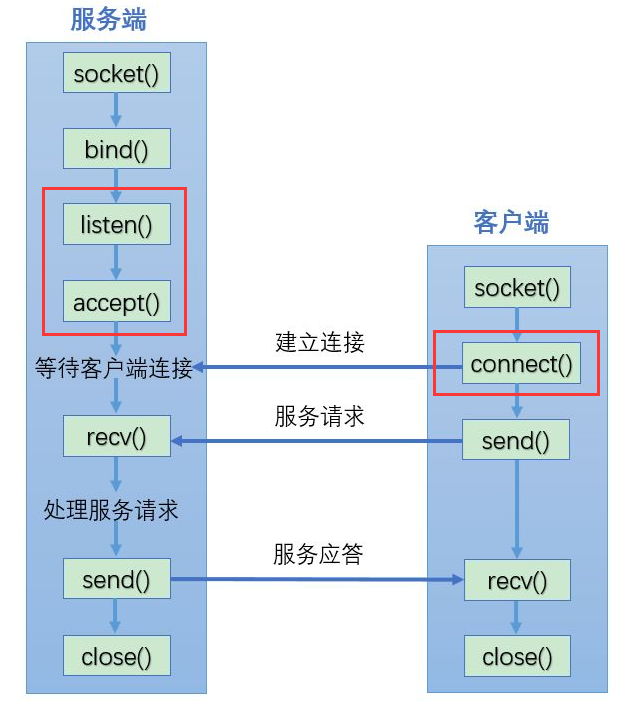 服务端
socket()
bind()
listen()
accept()
等待客户端连接
recv()
处理服务请求
send()
close()
建立连接
服务请求
服务应答
客户端
socket()
connect()
send()
recv()
close()